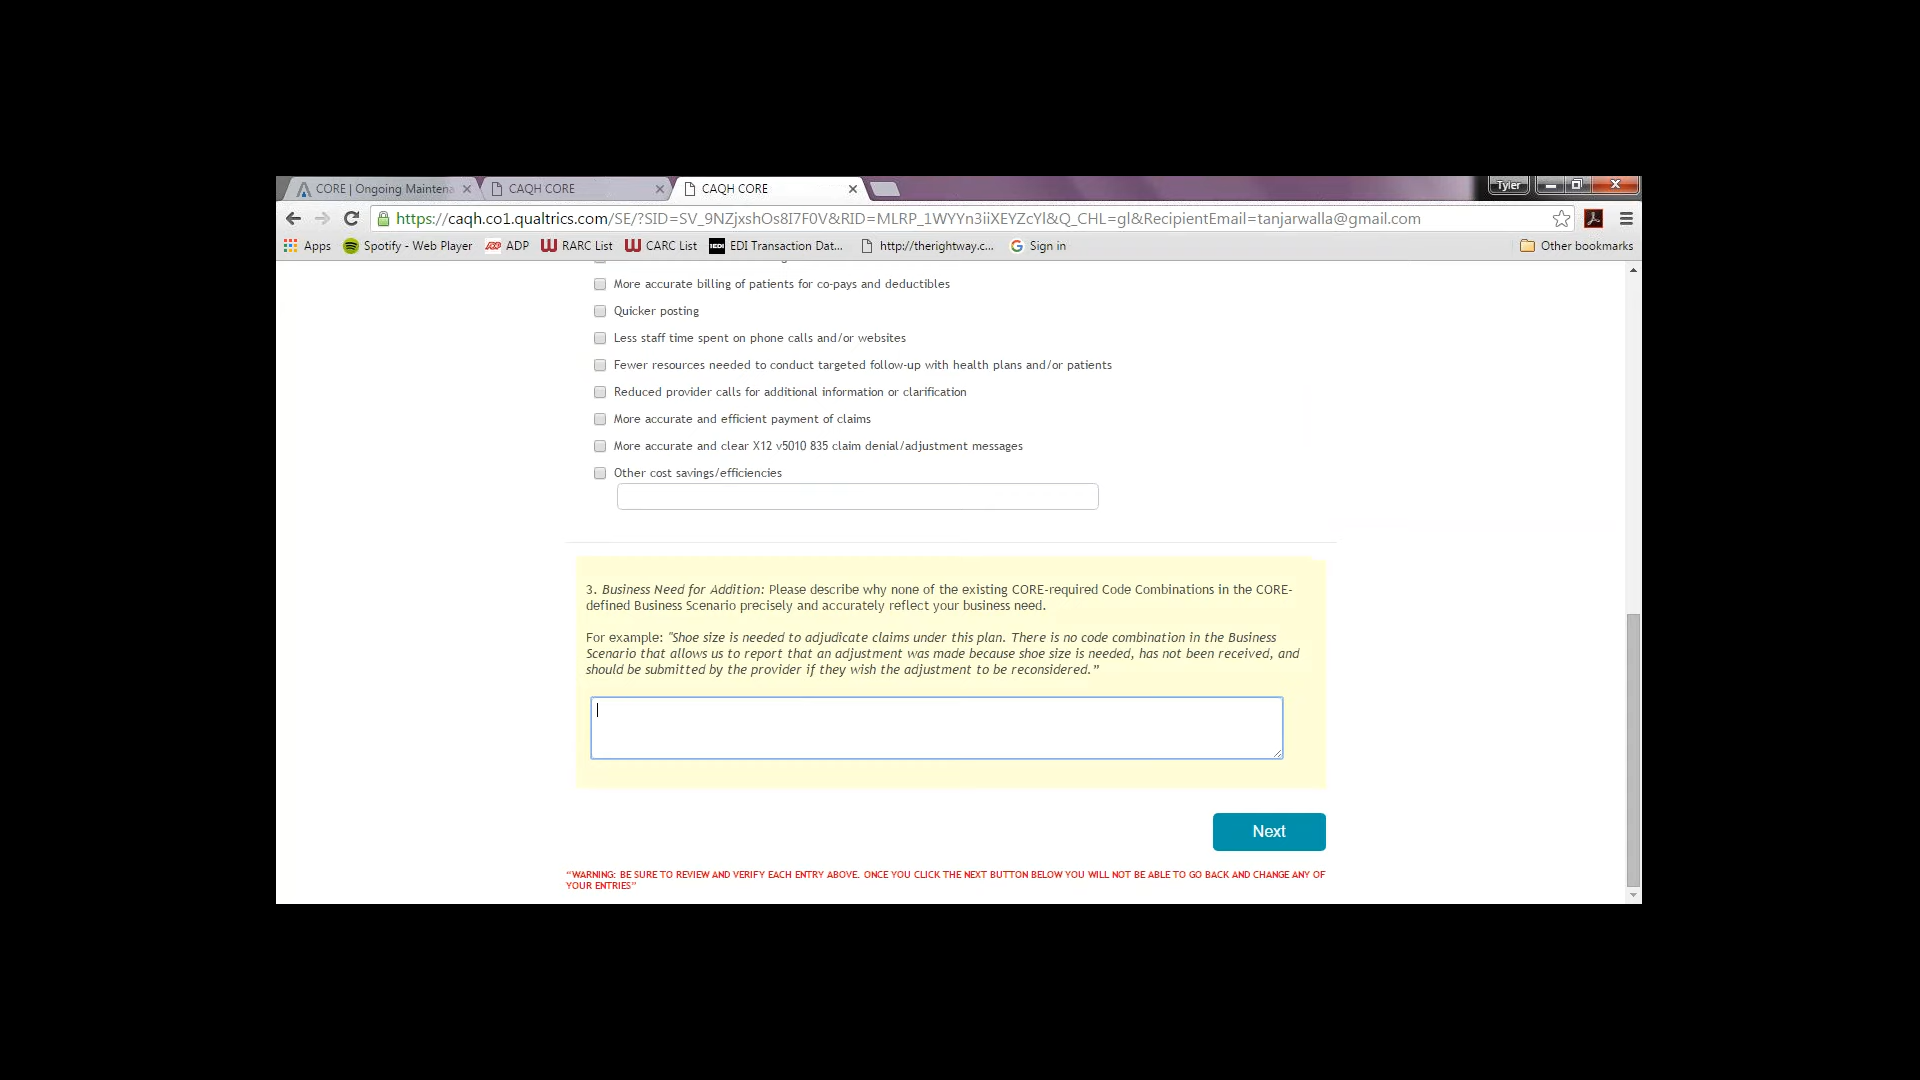 CORE | Ongoing Maintena
CAQH CORE
CAQH CORE
Tyler
https://caqh.co1.qualtrics.com/SE/?SID=SV_9NZjxshOs8I7F0V&RID=MLRP_1WYYn3iiXEYZcYl&Q_CHL=gl&RecipientEmail=tanjarwalla@gmail.com
Apps
Spotify - Web Player
ADP
RARC List
CARC List
EDI Transaction Dat...
http://therightway.c...
Sign in
Other bookmarks
More accurate billing of patients for co-pays and deductibles
Quicker posting
Less staff time spent on phone calls and/or websites
Fewer resources needed to conduct targeted follow-up with health plans and/or patients
Reduced provider calls for additional information or clarification
More accurate and efficient payment of claims
More accurate and clear X12 v5010 835 claim denial/adjustment messages
Other cost savings/efficiencies
3. Business Need for Addition: Please describe why none of the existing CORE-required Code Combinations in the CORE-
defined Business Scenario precisely and accurately reflect your business need.
For example: "Shoe size is needed to adjudicate claims under this plan. There is no code combination in the Business
Scenario that allows us to report that an adjustment was made because shoe size is needed, has not been received, and
should be submitted by the provider if they wish the adjustment to be reconsidered.”
Next
“WARNING: BE SURE TO REVIEW AND VERIFY EACH ENTRY ABOVE. ONCE YOU CLICK THE NEXT BUTTON BELOW YOU WILL NOT BE ABLE TO GO BACK AND CHANGE ANY OF
YOUR ENTRIES”